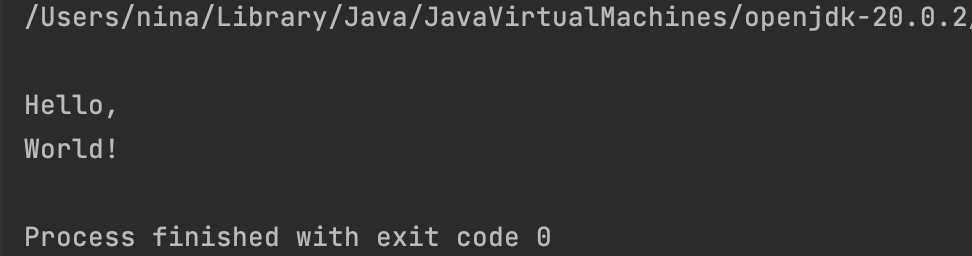 /Users/nina/Library/Java/JavaVirtualMachines/openjdk-20.0.2/
Hello,
World!
Process finished with exit code 0